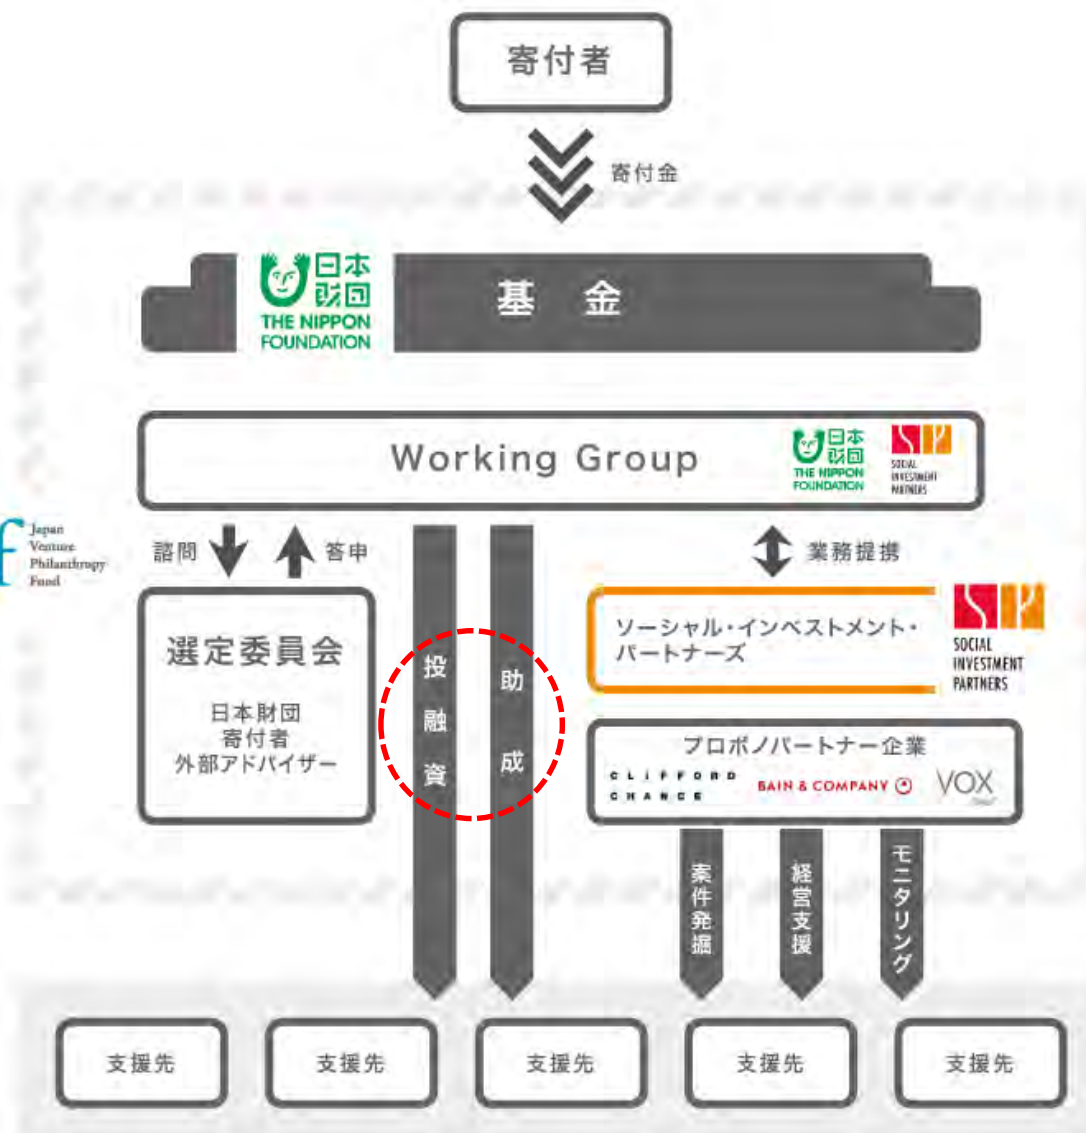 寄付者
寄付金
日本
財団
THE NIPPON
FOUNDATION
基 金
Working Group
日本
財団
THE NIPPON
FOUNDATION
SOCIAL
INVESTMENT
PARTNERS
Japan
Venture
Philanthropy
Fund
諮問
答申
業務提携
選定委員会
日本財団
寄付者
外部アドバイザー
投融資
助成
ソーシャル・インベストメント・
パートナーズ
SOCIAL
INVESTMENT
PARTNERS
プロボノパートナー企業
CLIFFORD
CHANCE
BAIN & COMPANY
VOX
案件発掘
経営支援
モニタリング
支援先
支援先
支援先
支援先
支援先